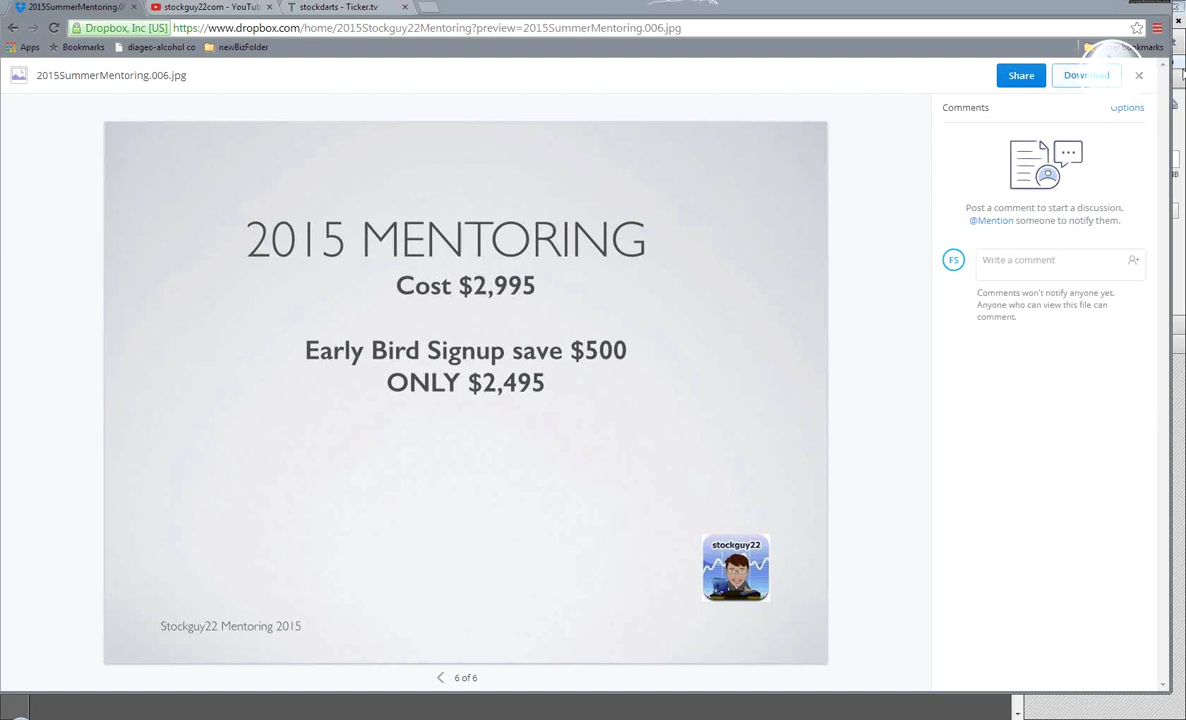 2015SummerMentoring.0
stockguy22com - YouTub
stockdarts - Ticker.tv
Dropbox, Inc [US]
https://www.dropbox.com/home/2015Stockguy22Mentoring?preview=2015SummerMentoring.006.jpg
Apps
Bookmarks
diageo-alcohol co
newBizFolder
bookmarks
2015SummerMentoring.006.jpg
Share
Download
Comments
Options
2015 MENTORING
Cost $2,995
Early Bird Signup save $500
ONLY $2,495
stockguy22
Stockguy22 Mentoring 2015
Post a comment to start a discussion.
@Mention someone to notify them.
FS
Write a comment
Comments won't notify anyone yet.
Anyone who can view this file can
comment.
6 of 6